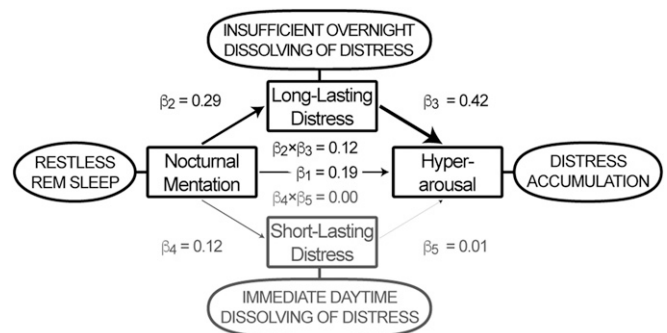 INSUFFICIENT OVERNIGHT
DISSOLVING OF DISTRESS
β2 = 0.29
Long-Lasting
Distress
β3 = 0.42
RESTLESS
REM SLEEP
Nocturnal
Mentation
β2×β3 = 0.12
β1 = 0.19
β4×β5 = 0.00
Hyper-
arousal
DISTRESS
ACCUMULATION
β4 = 0.12
Short-Lasting
Distress
β5 = 0.01
IMMEDIATE DAYTIME
DISSOLVING OF DISTRESS